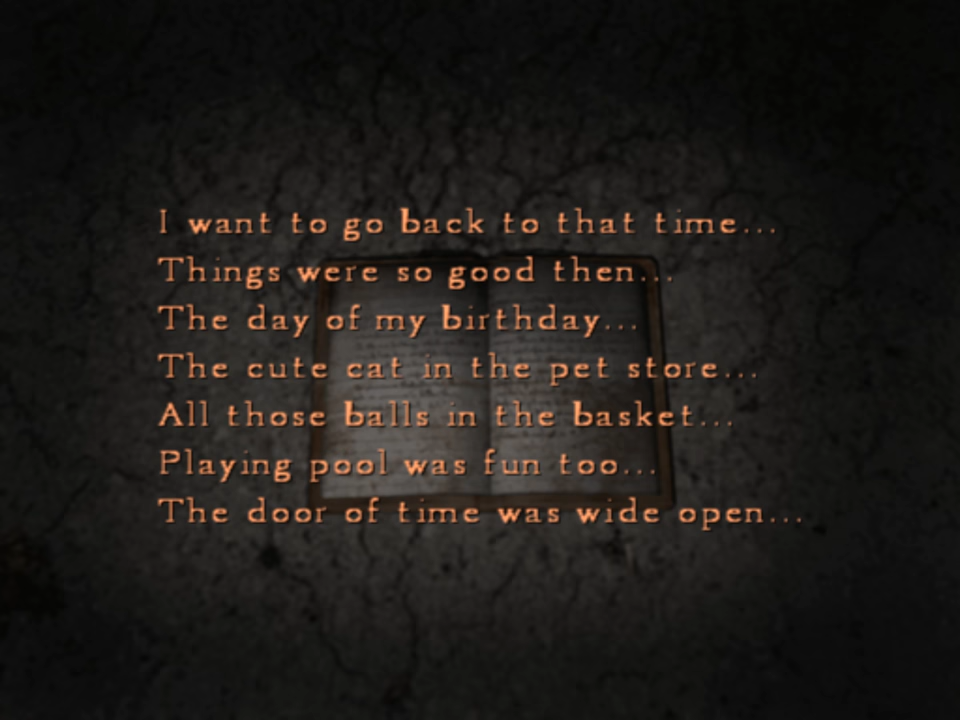 I want to go back to that time...
Things were so good then...
The day of my birthday...
The cute cat in the pet store...
All those balls in the basket...
Playing pool was fun too...
The door of time was wide open...